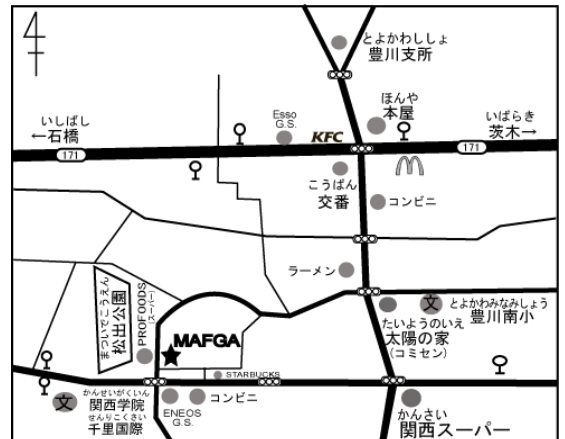 とよかわししょ
豊川支所
ほんや
本屋
Esso
G.S.
KFC
いしばし
←石橋
いばらき
茨木→
171
171
こうばん
交番
コンビニ
ラーメン
文
とよかわみなみしょう
豊川南小
たいようのいえ
太陽の家
(コミセン)
まついでこうえん
松出公園
PROFOODS
(スーパー)
MAFGA
STARBUCKS
文
かんせいがくいん
関西学院
せんりこくさい
千里国際
ENEOS
G.S.
コンビニ
かんさい
関西スーパー